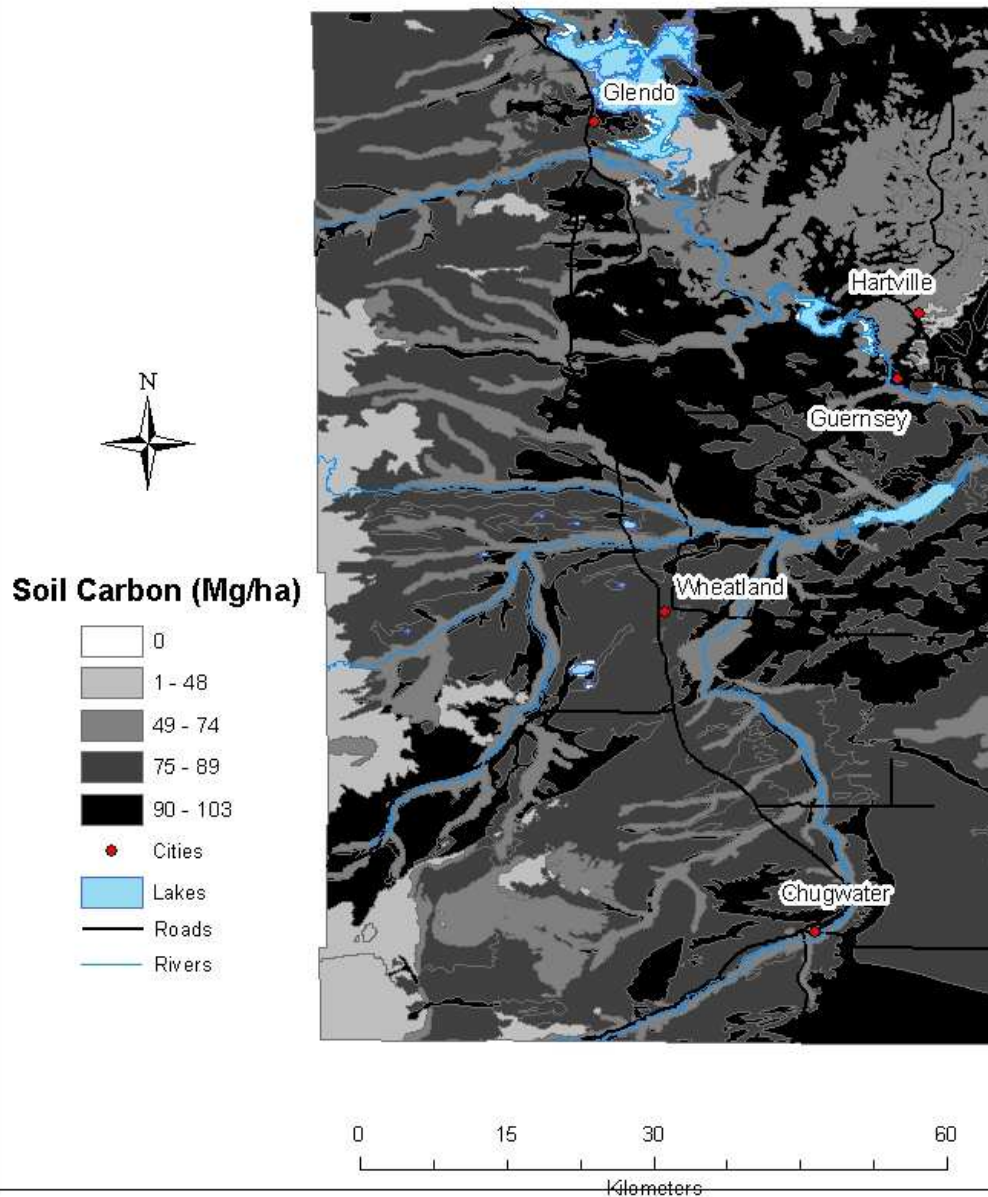 Glendo
Hartville
N
Guernsey
Soil Carbon (Mg/ha)
Wheatland
0
1 - 48
49 - 74
75 - 89
90 - 103
Cities
Lakes
Chugwater
Roads
Rivers
0 15 30 60
Kilometers